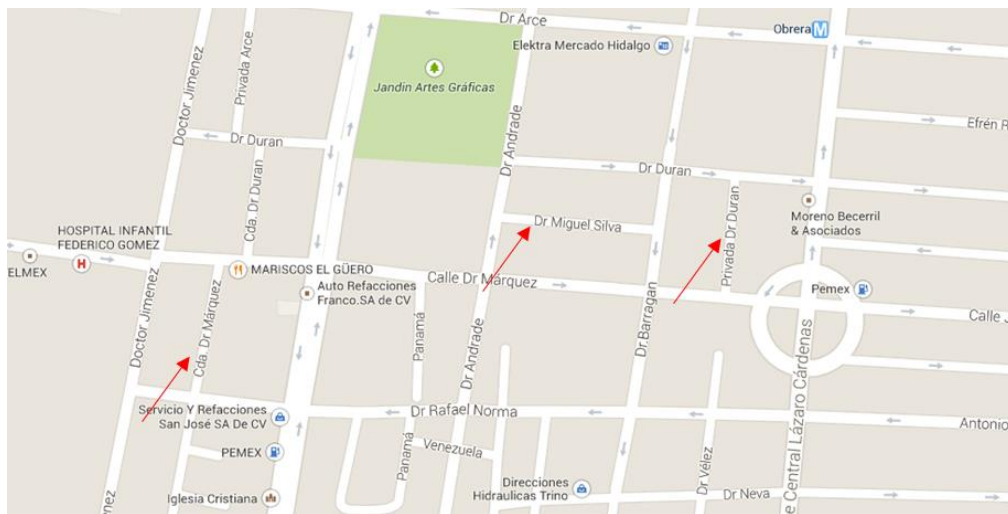 Dr Arce
Obrera M
Elektra Mercado Hidalgo
Privada Arce
Doctor Jimenez
Jandin Artes Gráficas
Dr Andrade
Efrén R
Dr Duran
Dr Duran
Cda. Dr Duran
Dr Miguel Silva
Privada Dr Duran
Moreno Becerril
& Asociados
HOSPITAL INFANTIL
FEDERICO GOMEZ
ELMEX
H
MARISCOS EL GÜERO
Calle Dr Márquez
Auto Refacciones
Franco.SA de CV
Pemex
Calle J
Doctor Jimenez
Cda. Dr Márquez
Panamá
Dr Andrade
Dr.Barragan
e Central Lázaro Cárdenas
Servicio Y Refacciones
San José SA De CV
Dr Rafael Norma
Antonio
PEMEX
Panamá
Venezuela
Dr Vélez
Iglesia Cristiana
Direcciones
Hidraulicas Trino
Dr Neva
enez